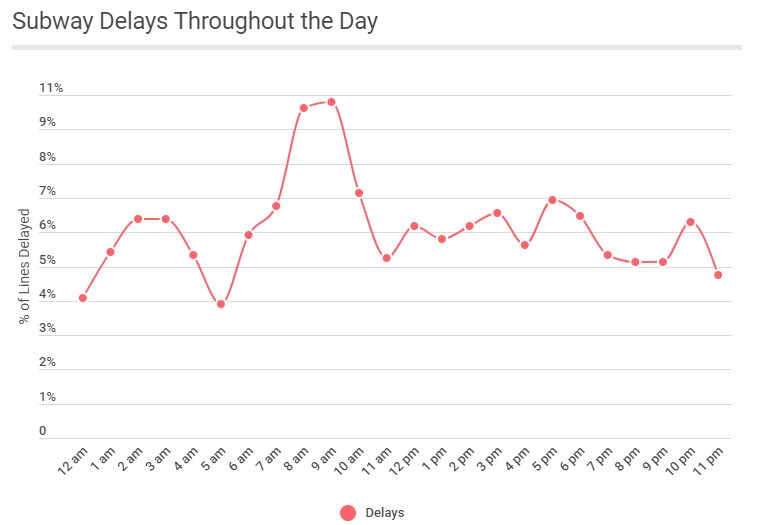 Subway Delays Throughout the Day
11%
9%
8%
7%
6%
5%
4%
3%
2%
1%
0
% of Lines Delayed
12 am
1 am
2 am
3 am
4 am
5 am
6 am
7 am
8 am
9 am
10 am
11 am
12 pm
1 pm
2 pm
3 pm
4 pm
5 pm
6 pm
7 pm
8 pm
9 pm
10 pm
11 pm
Delays